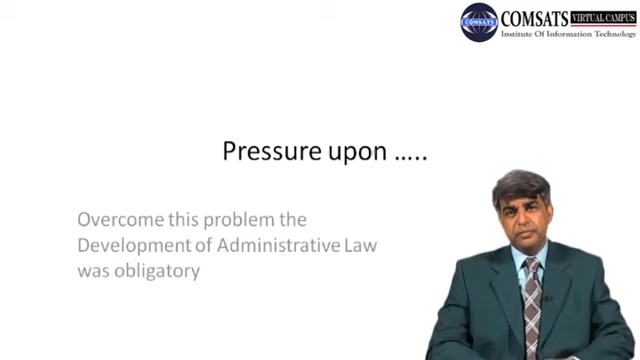 COMSATS
COMSATS VIRTUAL CAMPUS
Institute Of Information Technology
Pressure upon …..
Overcome this problem the
Development of Administrative Law
was obligatory